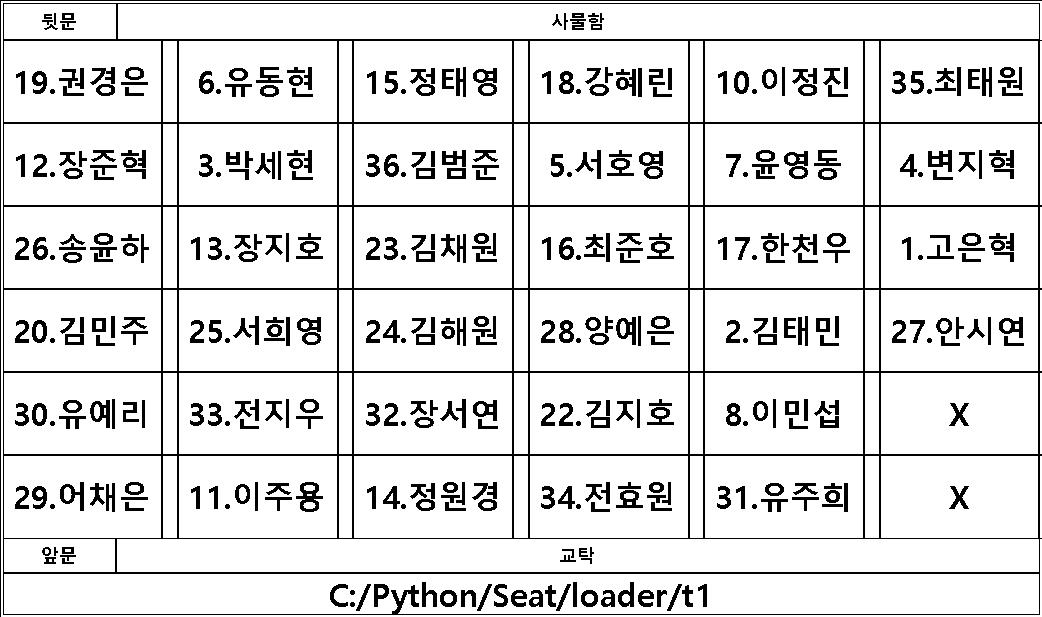 뒷문 사물함
19.권경은 6.유동현 15.정태영 18.강혜린 10.이정진 35.최태원
12.장준혁 3.박세현 36.김범준 5.서호영 7.윤영동 4.변지혁
26.송윤하 13.장지호 23.김채원 16.최준호 17.한천우 1.고은혁
20.김민주 25.서희영 24.김해원 28.양예은 2.김태민 27.안시연
30.유예리 33.전지우 32.장서연 22.김지호 8.이민섭 X
29.어채은 11.이주용 14.정원경 34.전효원 31.유주희 X
앞문 교탁
C:/Python/Seat/loader/t1